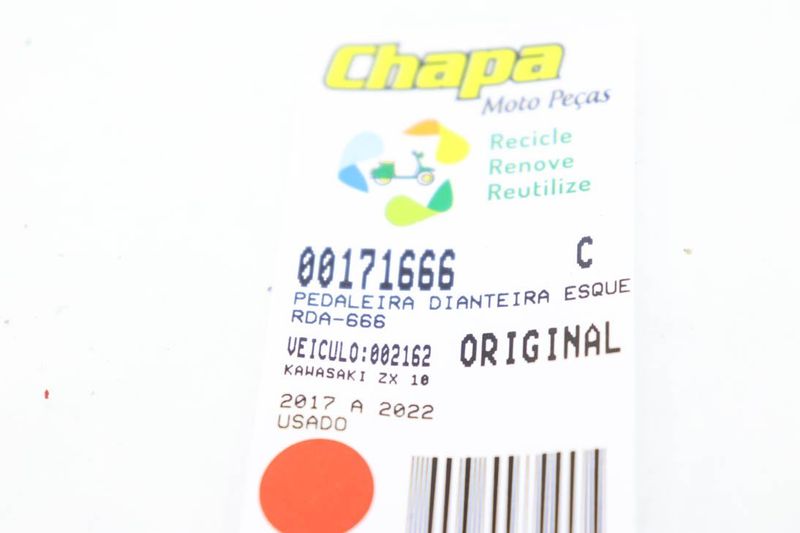 Chapa
Moto Peças
Recicle
Renove
Reutilize
00171666 C
PEDALEIRA DIANTEIRA ESQUE
RDA-666
VEICULO:002162 ORIGINAL
KAWASAKI ZX 10
2017 A 2022
USADO